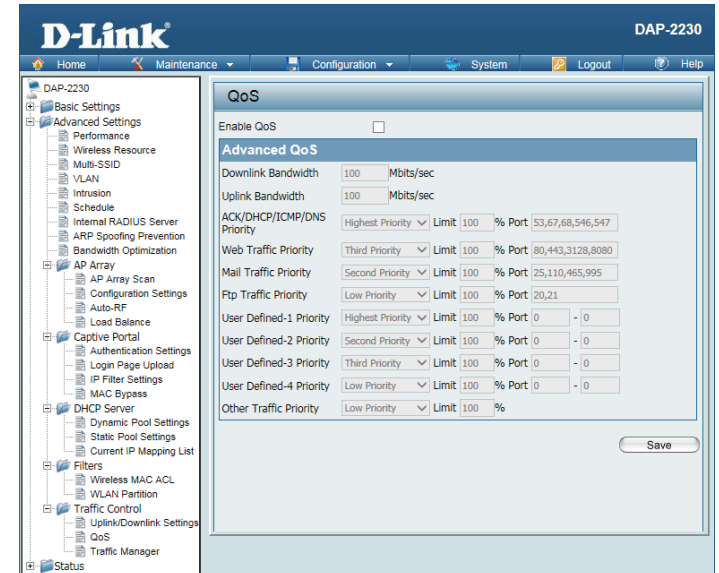 D-Link®
DAP-2230
Home
Maintenance
Configuration
System
Logout
Help
DAP-2230
Basic Settings
Advanced Settings
Performance
Wireless Resource
Multi-SSID
VLAN
Intrusion
Schedule
Internal RADIUS Server
ARP Spoofing Prevention
Bandwidth Optimization
AP Array
AP Array Scan
Configuration Settings
Auto-RF
Load Balance
Captive Portal
Authentication Settings
Login Page Upload
IP Filter Settings
MAC Bypass
DHCP Server
Dynamic Pool Settings
Static Pool Settings
Current IP Mapping List
Filters
Wireless MAC ACL
WLAN Partition
Traffic Control
Uplink/Downlink Settings
QoS
Traffic Manager
Status
QoS
Enable QoS
Advanced QoS
Downlink Bandwidth 100 Mbits/sec
Uplink Bandwidth 100 Mbits/sec
ACK/DHCP/ICMP/DNS Priority Highest Priority Limit 100 % Port 53,67,68,546,547
Web Traffic Priority Third Priority Limit 100 % Port 80,443,3128,8080
Mail Traffic Priority Second Priority Limit 100 % Port 25,110,465,995
Ftp Traffic Priority Low Priority Limit 100 % Port 20,21
User Defined-1 Priority Highest Priority Limit 100 % Port 0 - 0
User Defined-2 Priority Second Priority Limit 100 % Port 0 - 0
User Defined-3 Priority Third Priority Limit 100 % Port 0 - 0
User Defined-4 Priority Low Priority Limit 100 % Port 0 - 0
Other Traffic Priority Low Priority Limit 100 %
Save